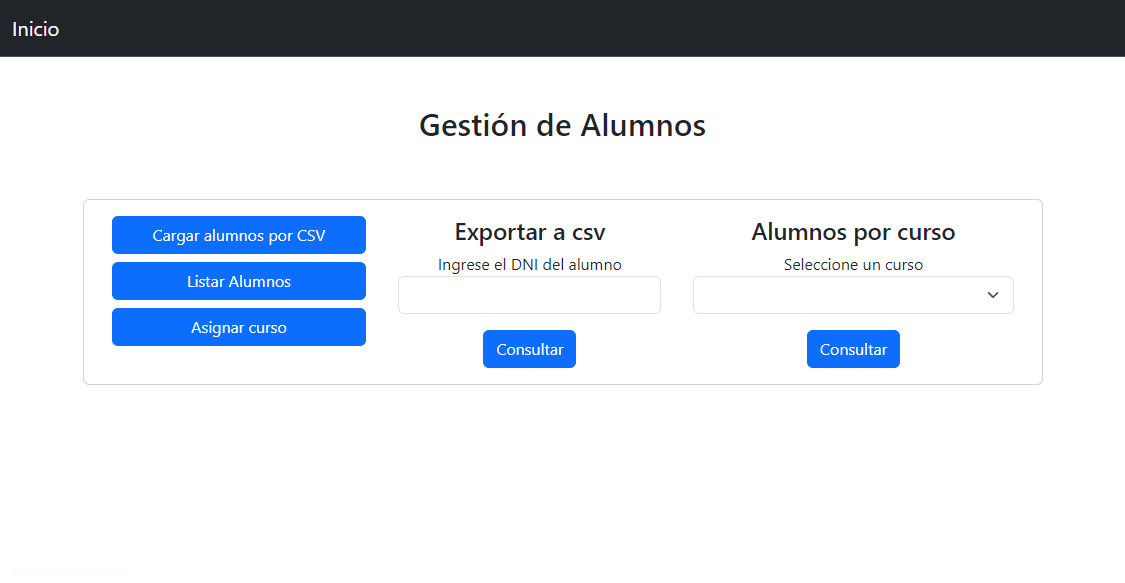 Inicio
Gestión de Alumnos
Cargar alumnos por CSV
Listar Alumnos
Asignar curso
Exportar a csv
Ingrese el DNI del alumno
Consultar
Alumnos por curso
Seleccione un curso
Consultar